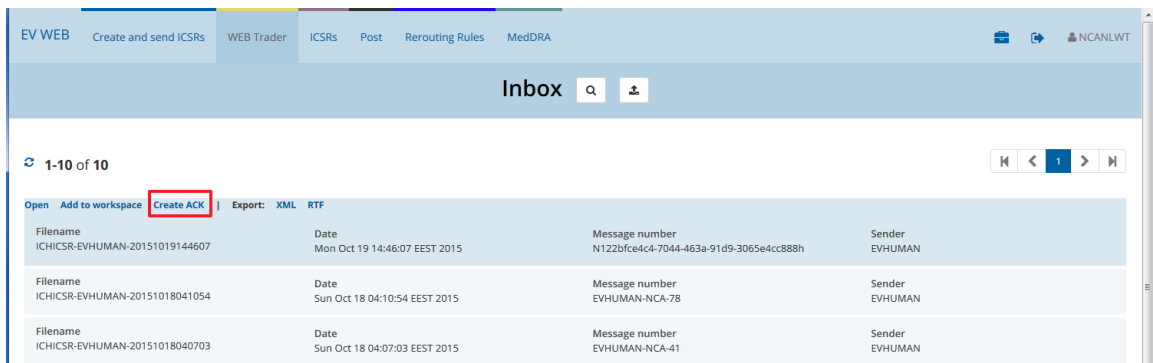 EV WEB Create and send ICSRs WEB Trader ICSRs Post Rerouting Rules MedDRA NCANLWT
Inbox
1-10 of 10 1
Open Add to workspace Create ACK | Export: XML RTF
Filename Date Message number Sender
ICHICSR-EVHUMAN-20151019144607 Mon Oct 19 14:46:07 EEST 2015 N122bfce4c4-7044-463a-91d9-3065e4cc888h EVHUMAN
Filename Date Message number Sender
ICHICSR-EVHUMAN-20151018041054 Sun Oct 18 04:10:54 EEST 2015 EVHUMAN-NCA-78 EVHUMAN
Filename Date Message number Sender
ICHICSR-EVHUMAN-20151018040703 Sun Oct 18 04:07:03 EEST 2015 EVHUMAN-NCA-41 EVHUMAN